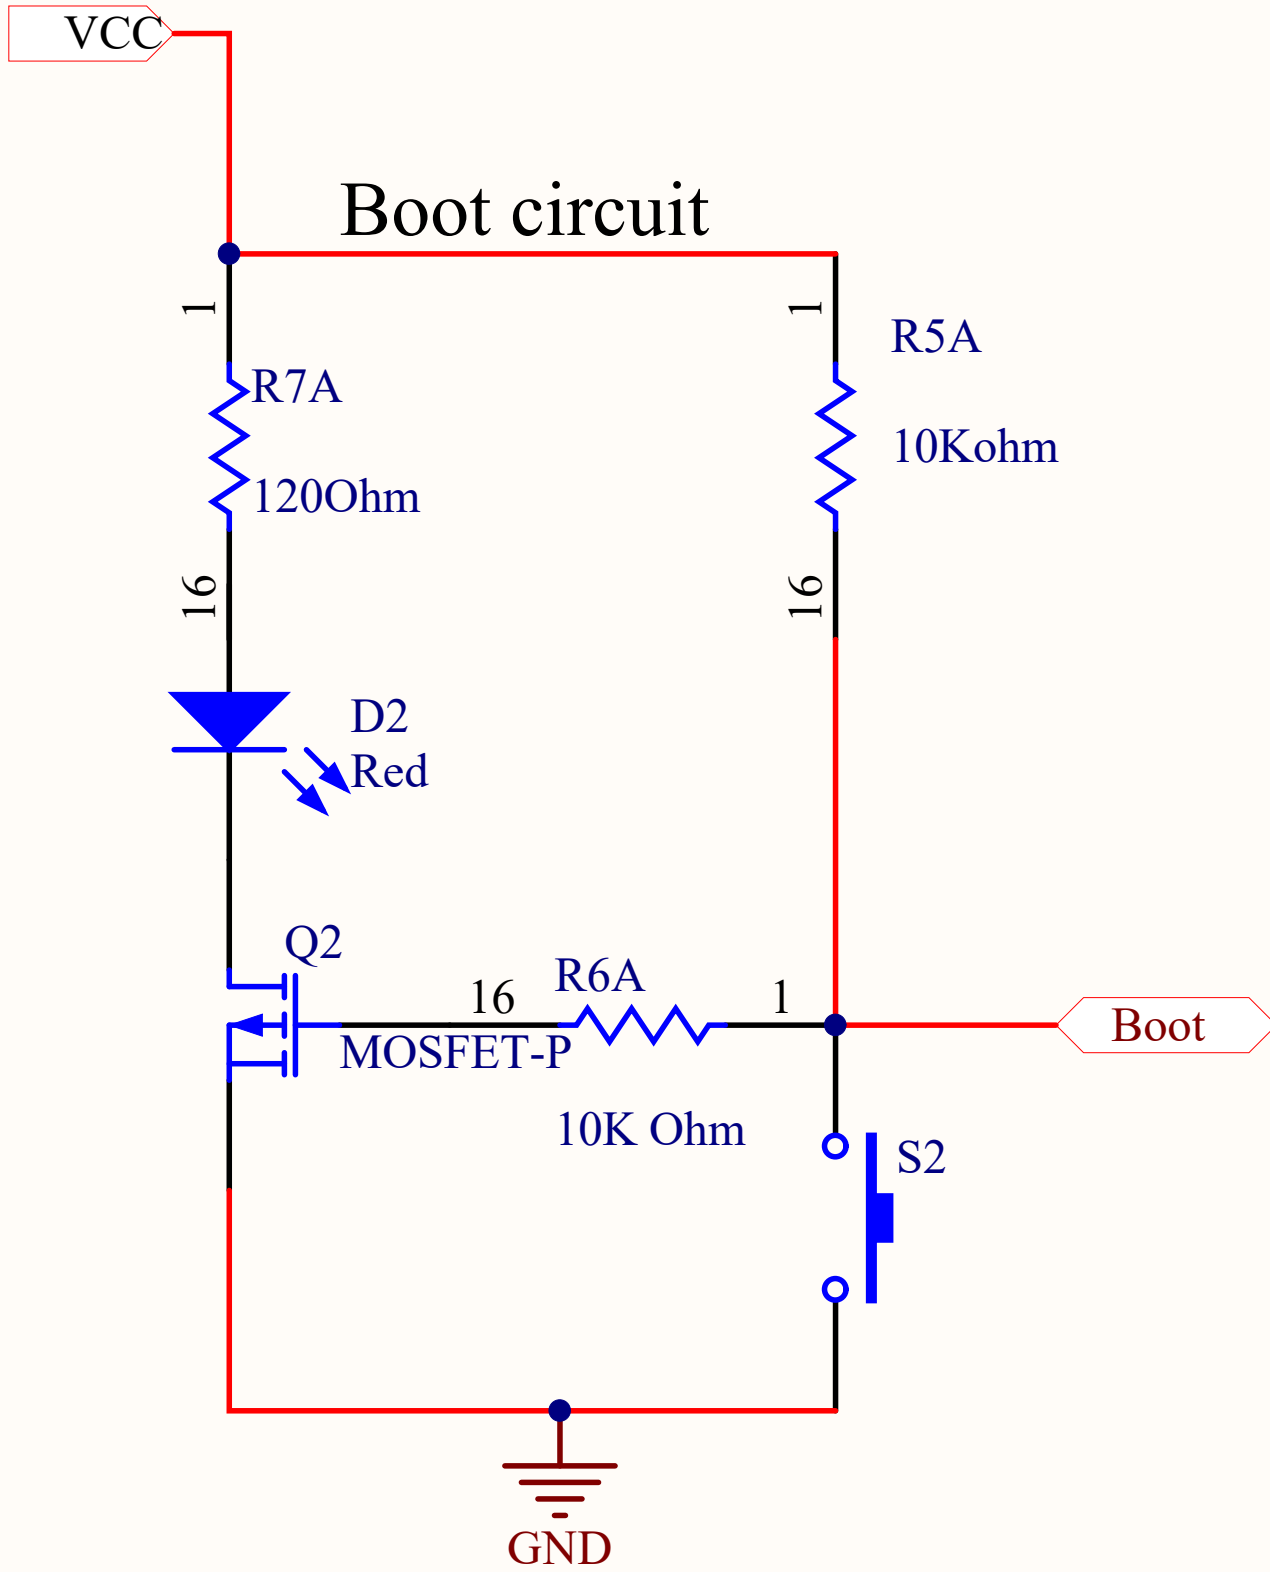 VCC
Boot circuit
1
1
R5A
R7A
10Kohm
120Ohm
16
16
D2
Red
Q2
R6A
16
1
Boot
MOSFET-P
10K Ohm
S2
GND